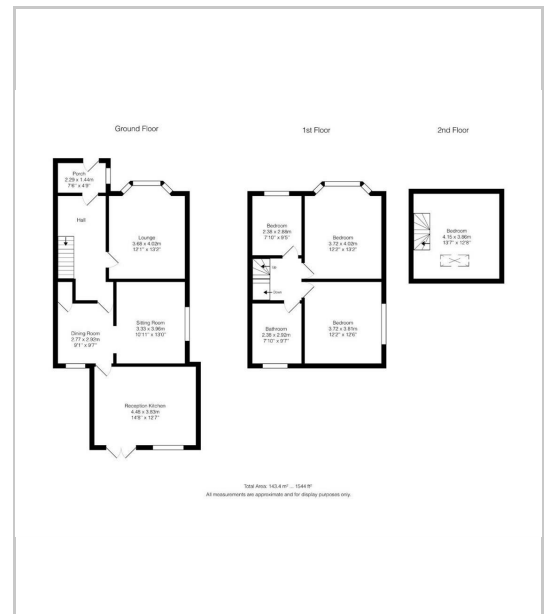 Ground Floor
1st Floor
2nd Floor
Porch
2.29 x 1.44m
7'6" x 4'9"
Hall
Lounge
3.68 x 4.02m
12'1" x 13'2"
Dining Room
2.77 x 2.92m
9'1" x 9'7"
Sitting Room
3.33 x 3.96m
10'11" x 13'0"
Reception Kitchen
4.48 x 3.83m
14'8" x 12'7"
Bedroom
2.38 x 2.88m
7'10" x 9'5"
Bedroom
3.72 x 4.02m
12'2" x 13'2"
Up
Down
Bathroom
2.38 x 2.92m
7'10" x 9'7"
Bedroom
3.72 x 3.81m
12'2" x 12'6"
Bedroom
4.15 x 3.86m
13'7" x 12'8"
Total Area: 143.4 m² ... 1544 ft²
All measurements are approximate and for display purposes only.